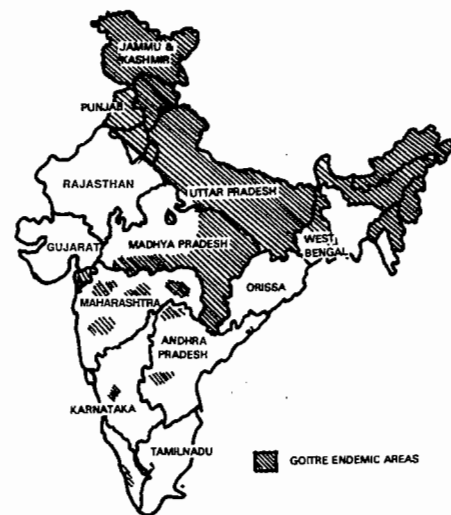 JAMMU &
KASHMIR
PUNJAB
RAJASTHAN
UTTAR PRADESH
GUJARAT
MADHYA PRADESH
WEST
BENGAL
MAHARASHTRA
ORISSA
ANDHRA
PRADESH
KARNATAKA
TAMILNADU
GOITRE ENDEMIC AREAS